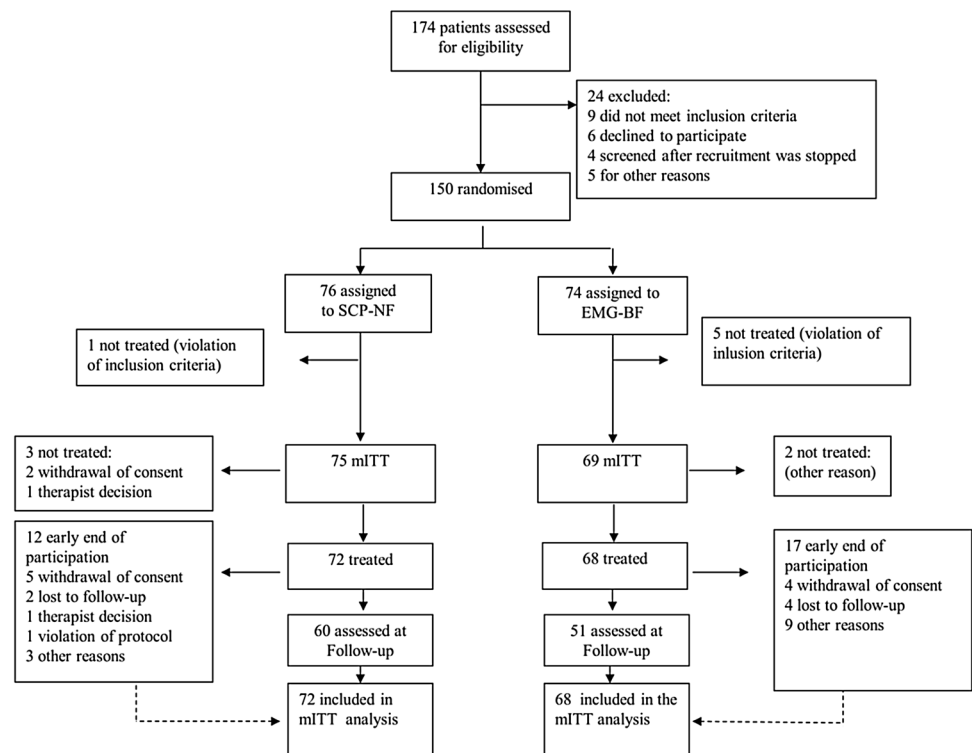 174 patients assessed
for eligibility
24 excluded:
9 did not meet inclusion criteria
6 declined to participate
4 screened after recruitment was stopped
5 for other reasons
150 randomised
76 assigned
to SCP-NF
74 assigned to
EMG-BF
1 not treated (violation
of inclusion criteria)
5 not treated (violation of
inlusion criteria)
3 not treated:
2 withdrawal of consent
1 therapist decision
75 mITT
69 mITT
2 not treated:
(other reason)
12 early end of
participation
5 withdrawal of consent
2 lost to follow-up
1 therapist decision
1 violation of protocol
3 other reasons
72 treated
68 treated
17 early end of
participation
4 withdrawal of consent
4 lost to follow-up
9 other reasons
60 assessed at
Follow-up
51 assessed at
Follow-up
72 included in
mITT analysis
68 included in the
mITT analysis